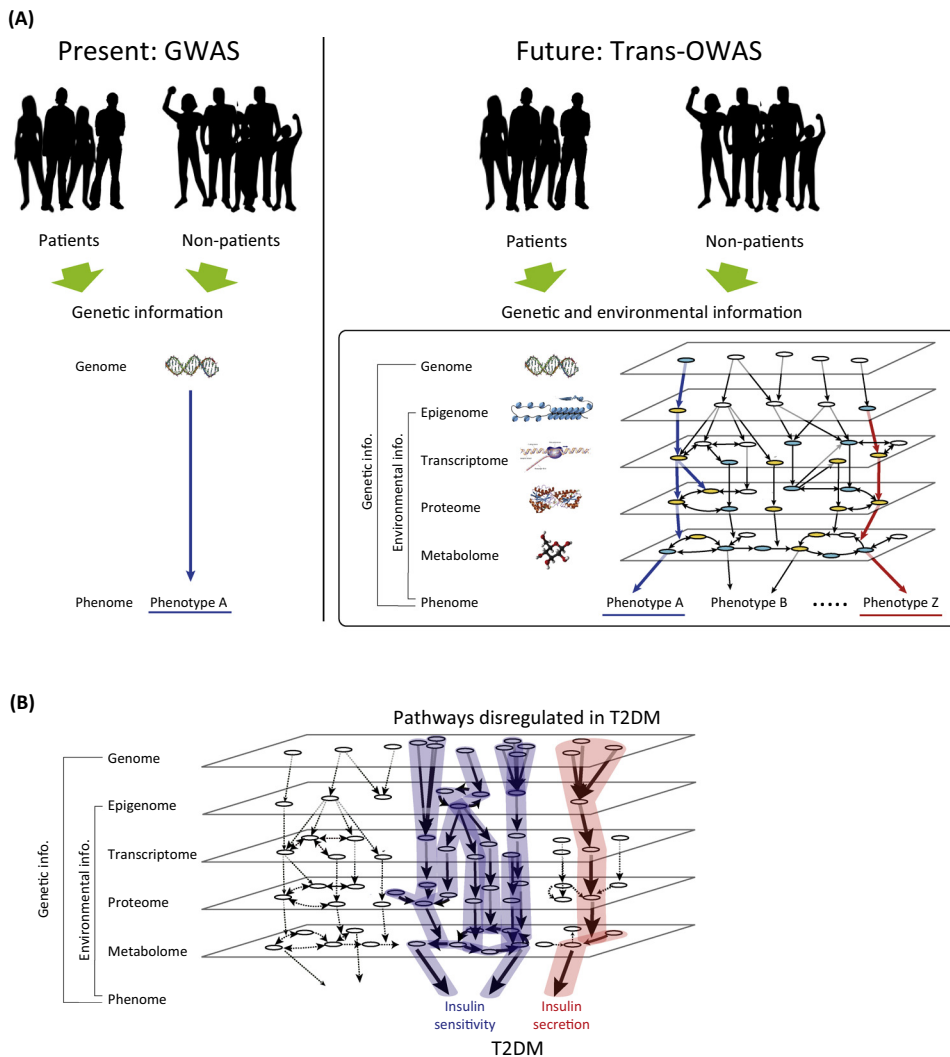 (A)
Present: GWAS
Future: Trans-OWAS
Patients
Non-patients
Patients
Non-patients
Genetic information
Genetic and environmental information
Genome
Phenome
Phenotype A
Genetic info.
Environmental info.
Genome
Epigenome
Transcriptome
Proteome
Metabolome
Phenome
Phenotype A
Phenotype B
.....
Phenotype Z
(B)
Pathways disregulated in T2DM
Genetic info.
Environmental info.
Genome
Epigenome
Transcriptome
Proteome
Metabolome
Phenome
Insulin
sensitivity
Insulin
secretion
T2DM